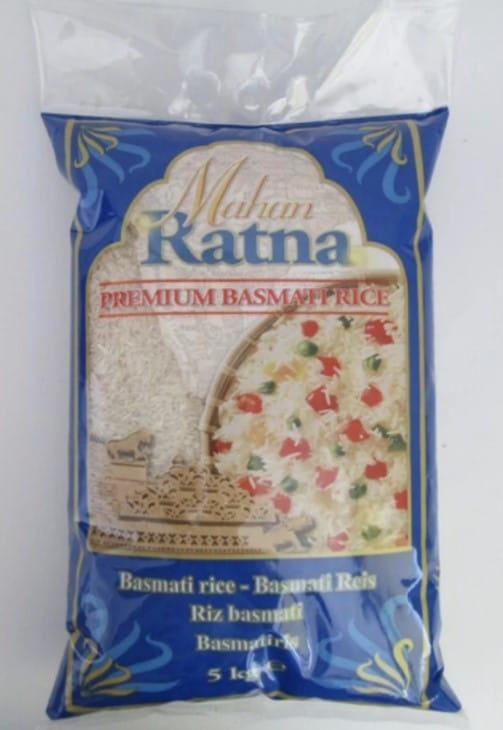 Mahan
Ratna
PREMIUM BASMATI RICE
Basmati rice - Basmati Reis
Riz basmati
Basmatiris
5 kg ℮